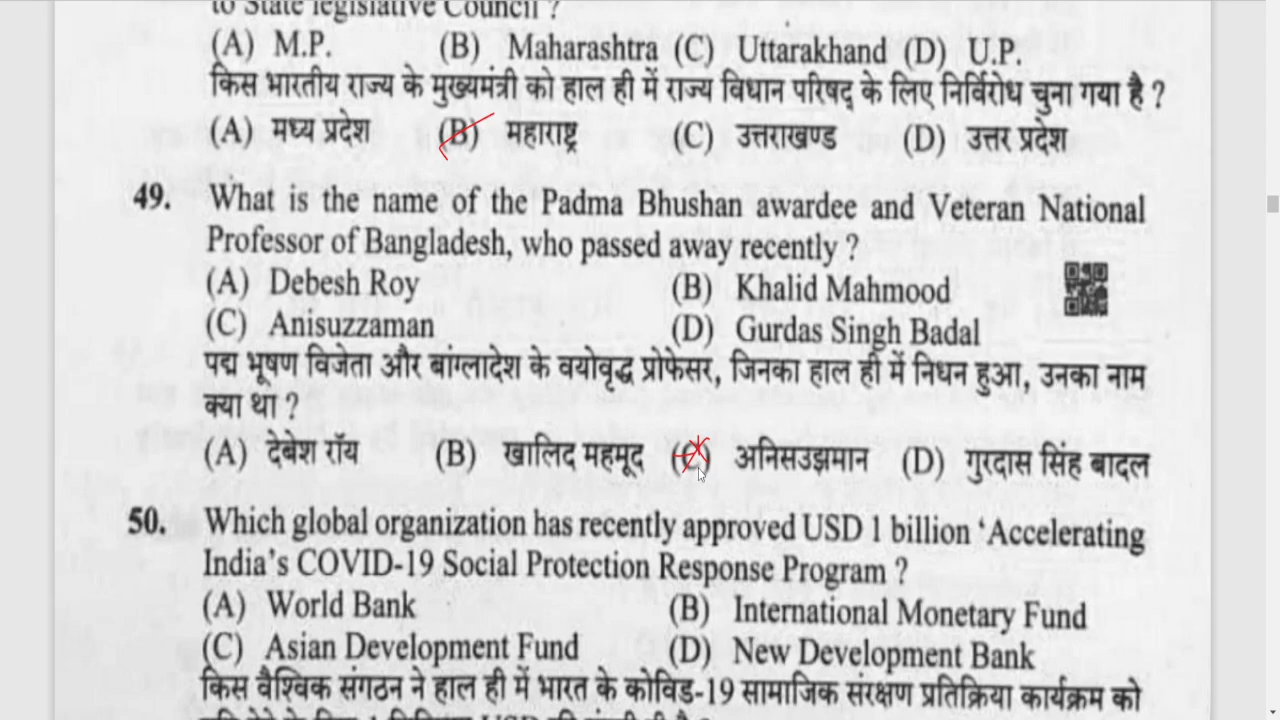 to State legislative Council ?
(A) M.P. (B) Maharashtra (C) Uttarakhand (D) U.P.
किस भारतीय राज्य के मुख्यमंत्री को हाल ही में राज्य विधान परिषद् के लिए निर्विरोध चुना गया है ?
(A) मध्य प्रदेश (B) महाराष्ट्र (C) उत्तराखण्ड (D) उत्तर प्रदेश
49. What is the name of the Padma Bhushan awardee and Veteran National
Professor of Bangladesh, who passed away recently ?
(A) Debesh Roy (B) Khalid Mahmood
(C) Anisuzzaman (D) Gurdas Singh Badal
पद्म भूषण विजेता और बांग्लादेश के वयोवृद्ध प्रोफेसर, जिनका हाल ही में निधन हुआ, उनका नाम
क्या था ?
(A) देबेश रॉय (B) खालिद महमूद (C) अनिसउझमान (D) गुरदास सिंह बादल
50. Which global organization has recently approved USD 1 billion ‘Accelerating
India’s COVID-19 Social Protection Response Program ?
(A) World Bank (B) International Monetary Fund
(C) Asian Development Fund (D) New Development Bank
किस वैश्विक संगठन ने हाल ही में भारत के कोविड-19 सामाजिक संरक्षण प्रतिक्रिया कार्यक्रम को